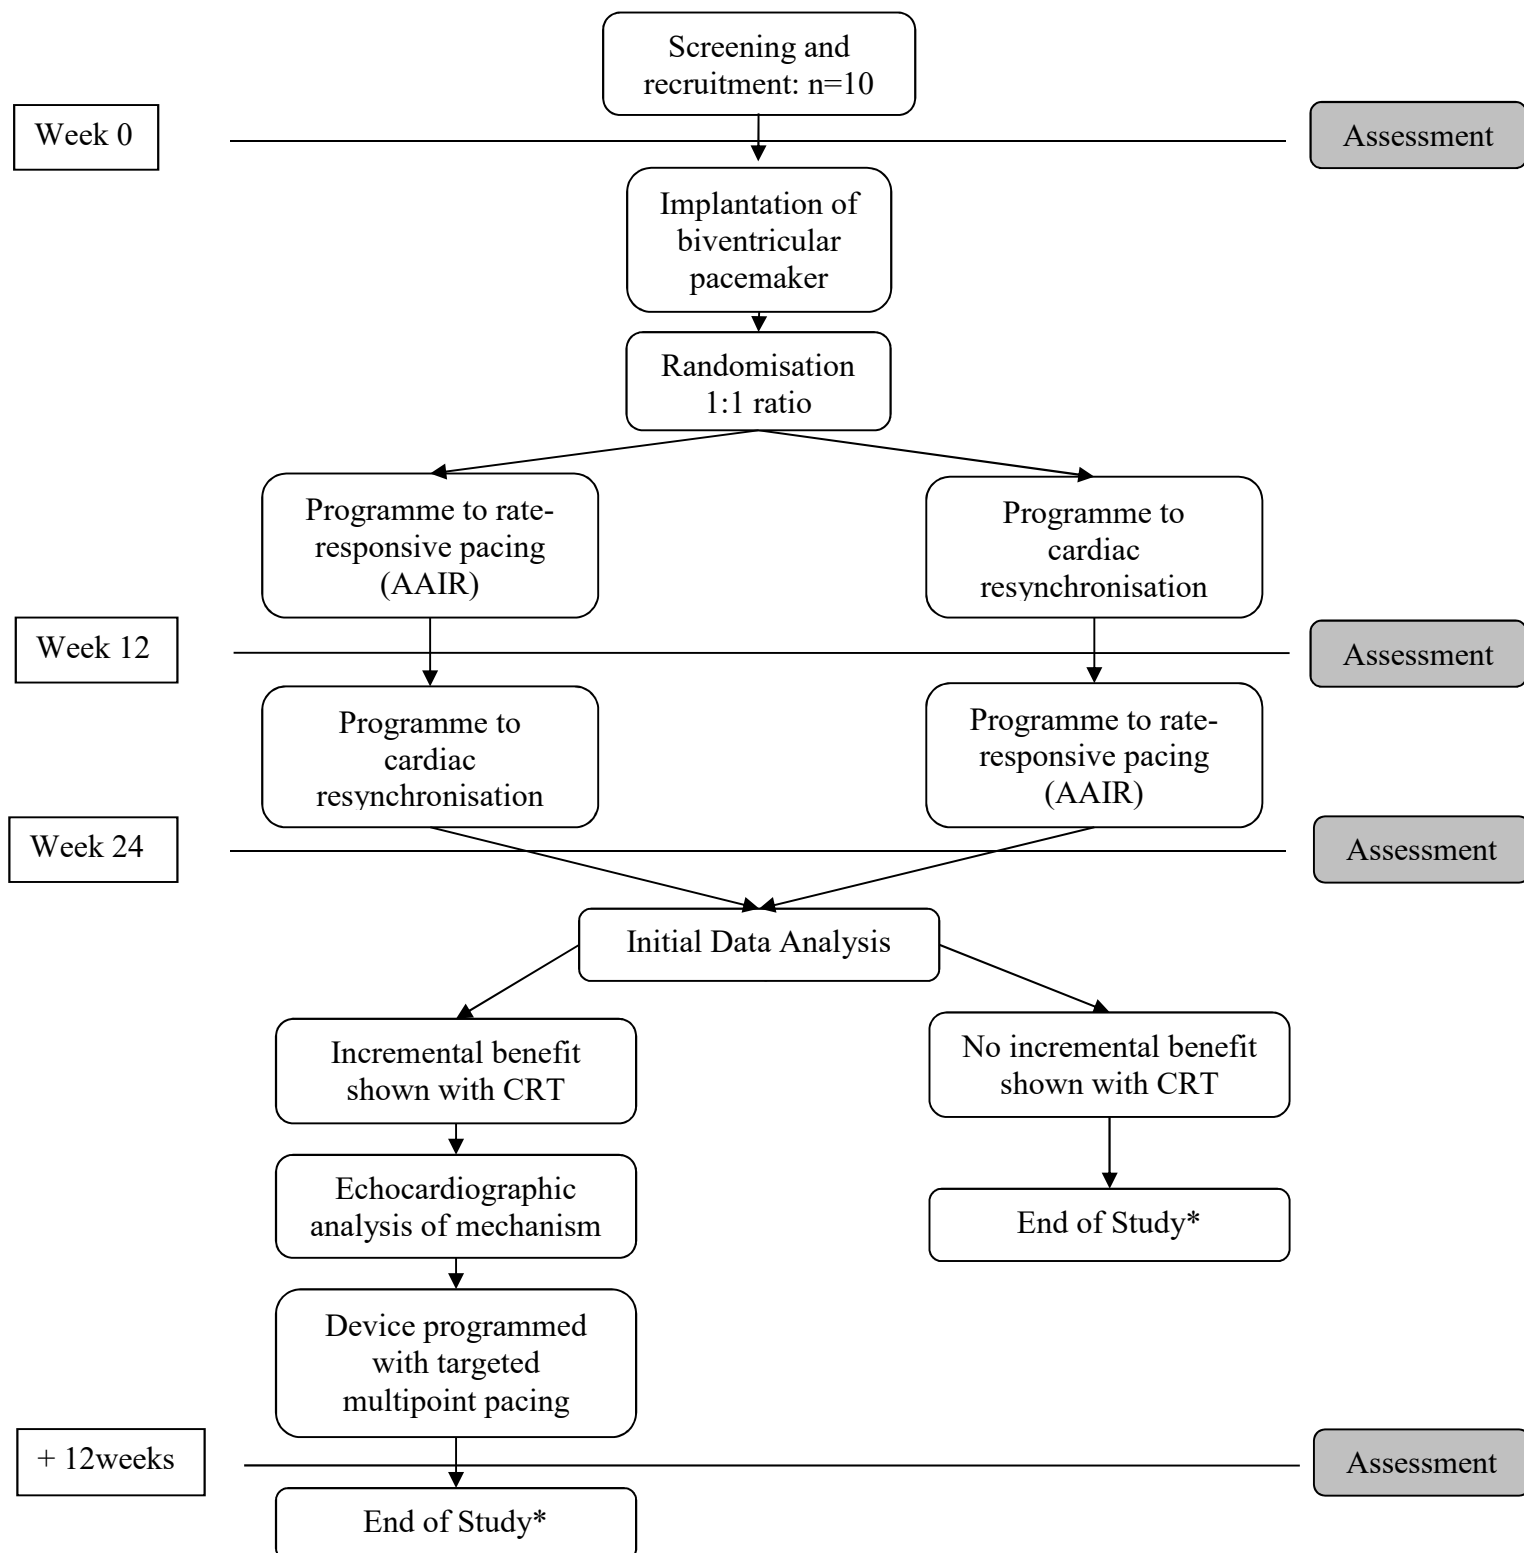 Screening and
recruitment: n=10
Week 0
Assessment
Implantation of
biventricular
pacemaker
Randomisation
1:1 ratio
Programme to rate-
responsive pacing
(AAIR)
Programme to
cardiac
resynchronisation
Week 12
Assessment
Programme to
cardiac
resynchronisation
Programme to rate-
responsive pacing
(AAIR)
Week 24
Assessment
Initial Data Analysis
Incremental benefit
shown with CRT
No incremental benefit
shown with CRT
Echocardiographic
analysis of mechanism
End of Study*
Device programmed
with targeted
multipoint pacing
+ 12weeks
Assessment
End of Study*